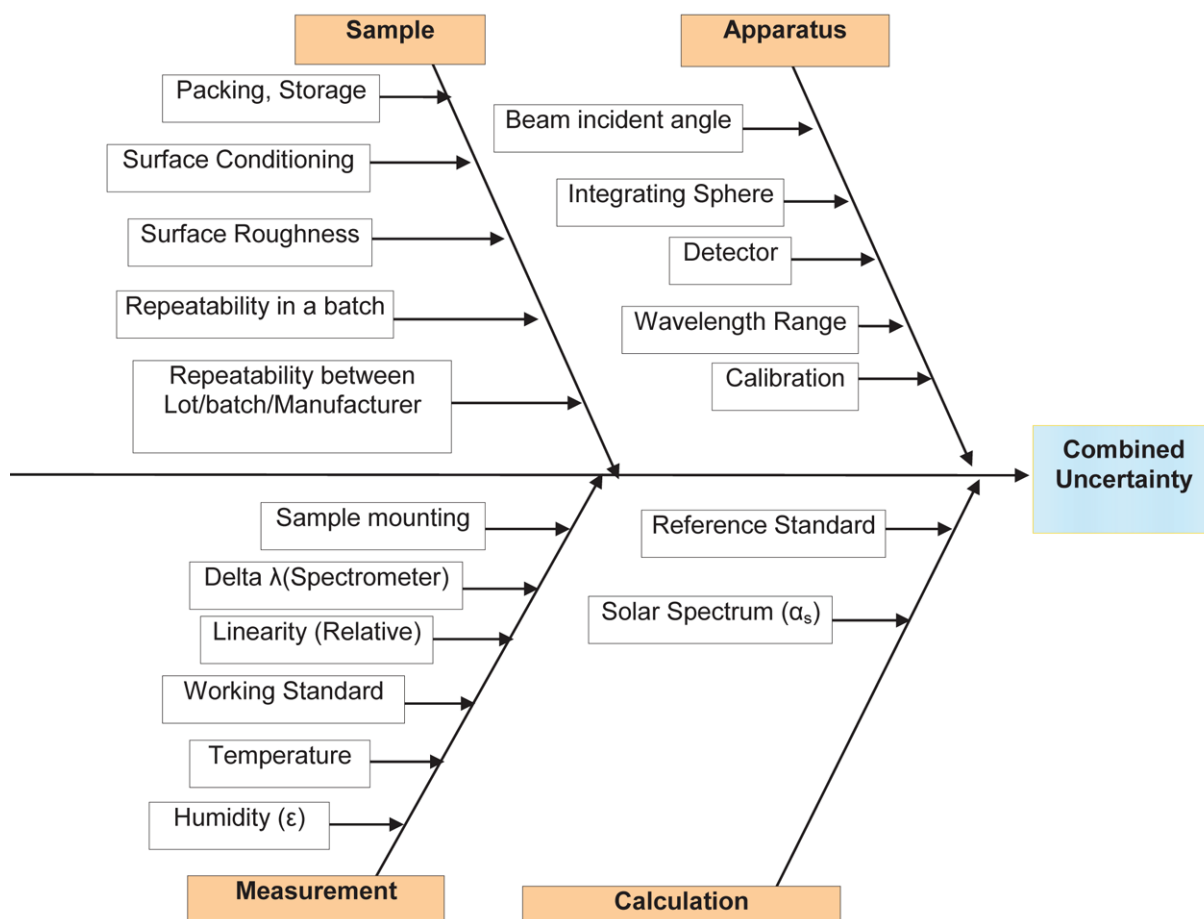 Sample
Apparatus
Packing, Storage
Beam incident angle
Surface Conditioning
Integrating Sphere
Surface Roughness
Detector
Repeatability in a batch
Wavelength Range
Repeatability between
Lot/batch/Manufacturer
Calibration
Combined
Uncertainty
Sample mounting
Reference Standard
Delta λ(Spectrometer)
Solar Spectrum (αₛ)
Linearity (Relative)
Working Standard
Temperature
Humidity (ε)
Measurement
Calculation